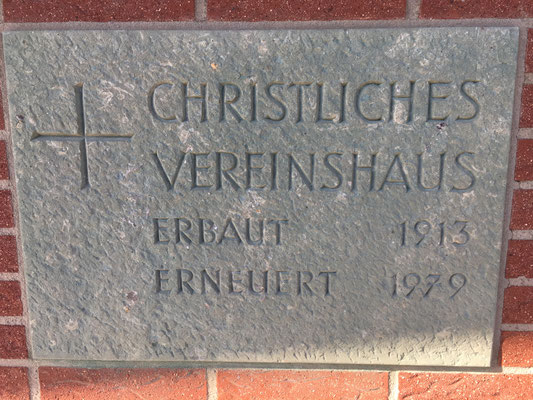 CHRISTLICHES
VEREINSHAUS
ERBAUT 1913
ERNEUERT 1979